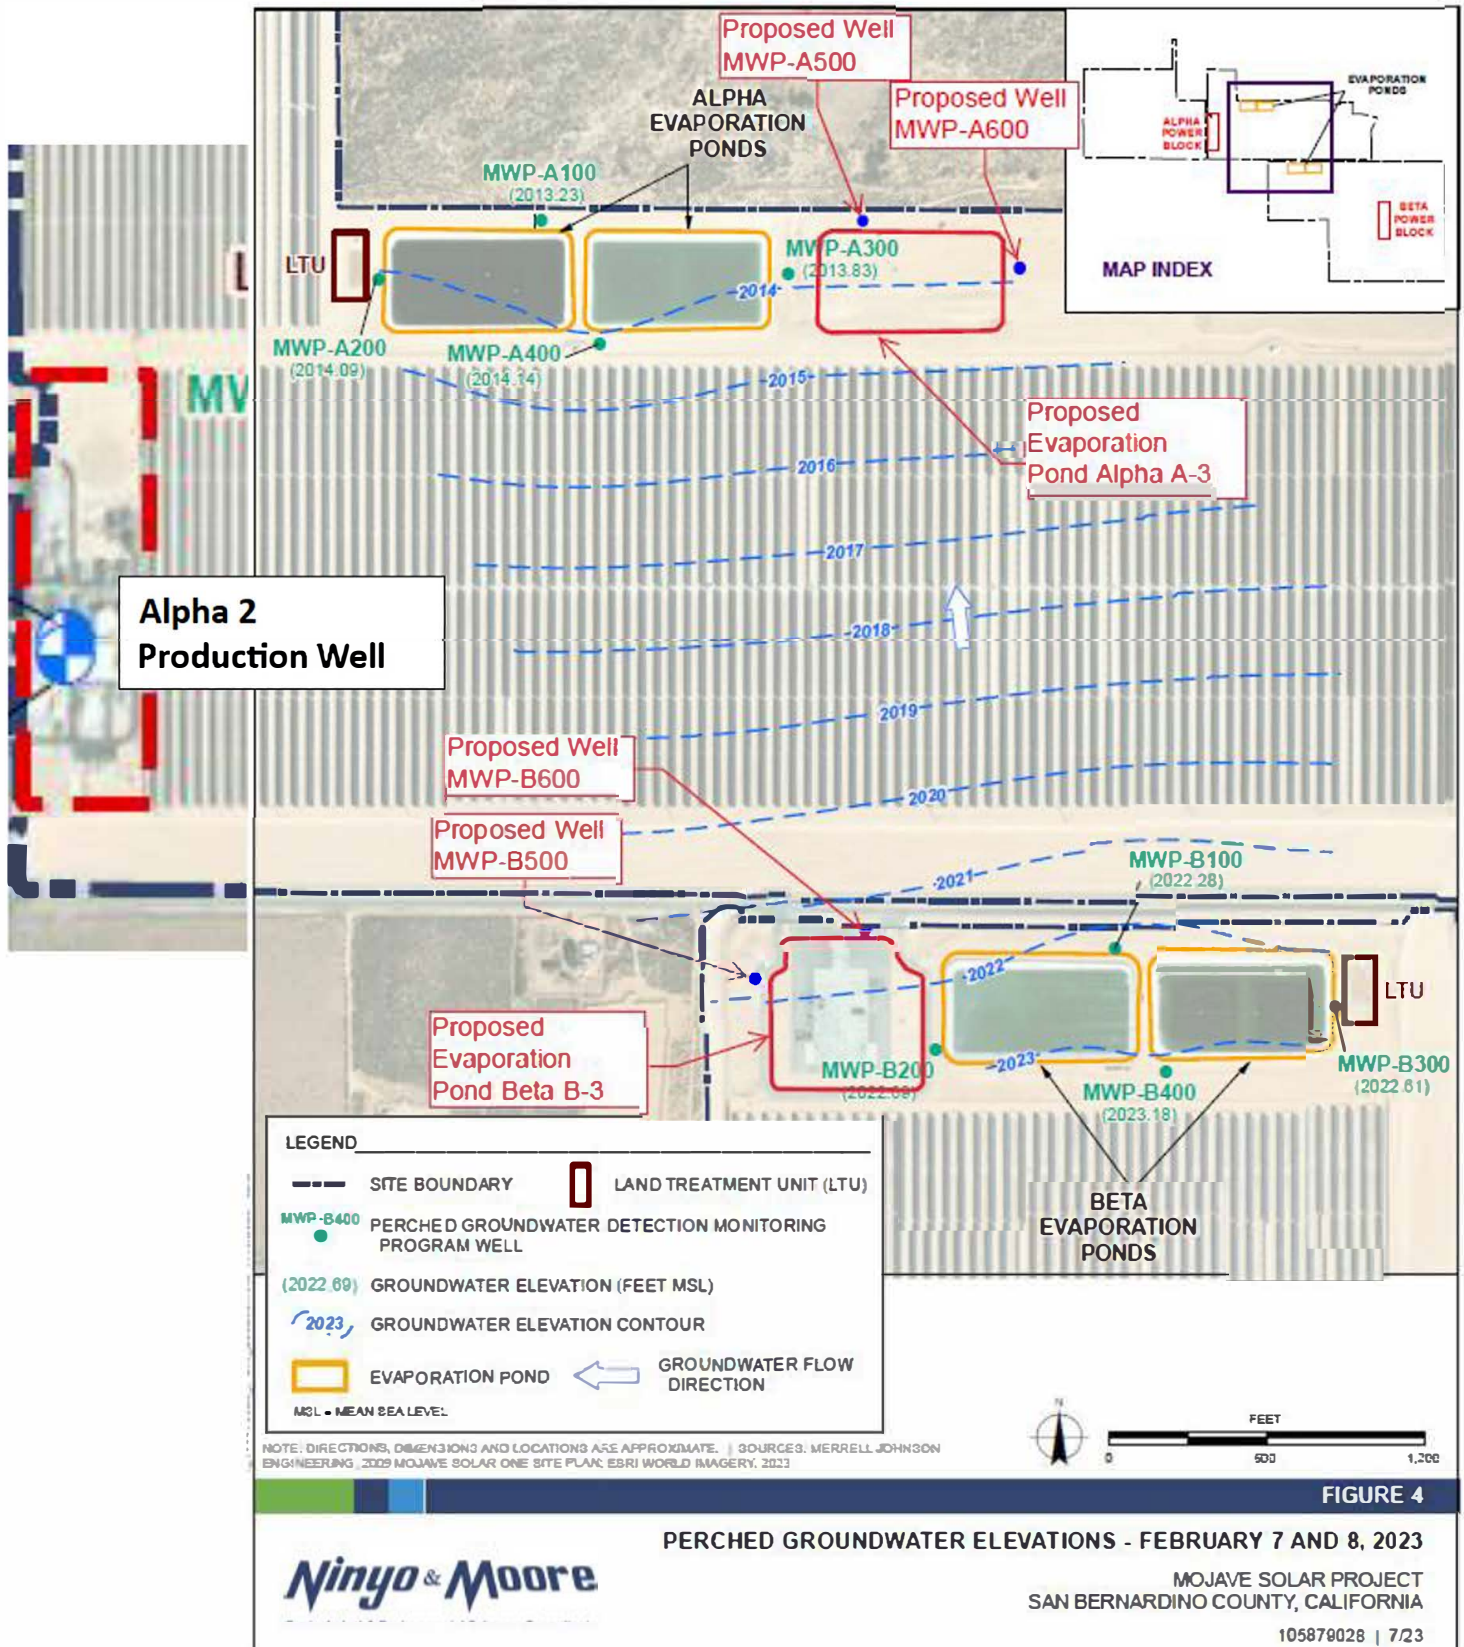 Proposed Well
MWP-A500
Proposed Well
MWP-A600
ALPHA
EVAPORATION
PONDS
EVAPORATION
PONDS
ALPHA
POWER
BLOCK
BETA
POWER
BLOCK
MAP INDEX
MWP-A100
(2013.23)
LTU
MWP-A300
(2013.83)
2014
MWP-A200
(2014.09)
MWP-A400
(2014.14)
MW
2015
Proposed
Evaporation
Pond Alpha A-3
2016
2017
Alpha 2
Production Well
2018
2019
Proposed Well
MWP-B600
2020
Proposed Well
MWP-B500
2021
MWP-B100
(2022.28)
2022
LTU
Proposed
Evaporation
Pond Beta B-3
MWP-B200
(2022.69)
2023
MWP-B400
(2023.18)
MWP-B300
(2022.61)
BETA
EVAPORATION
PONDS
LEGEND
SITE BOUNDARY
LAND TREATMENT UNIT (LTU)
MWP-B400
PERCHED GROUNDWATER DETECTION MONITORING
PROGRAM WELL
(2022.69) GROUNDWATER ELEVATION (FEET MSL)
2023 GROUNDWATER ELEVATION CONTOUR
EVAPORATION POND
GROUNDWATER FLOW
DIRECTION
MSL - MEAN SEA LEVEL
NOTE: DIRECTIONS, DIMENSIONS AND LOCATIONS ARE APPROXIMATE. | SOURCES: MERRELL JOHNSON
ENGINEERING, 2009 MOJAVE SOLAR ONE SITE PLAN; ESRI WORLD IMAGERY, 2023
N
FEET
0 500 1,200
FIGURE 4
PERCHED GROUNDWATER ELEVATIONS - FEBRUARY 7 AND 8, 2023
Ninyo & Moore
MOJAVE SOLAR PROJECT
SAN BERNARDINO COUNTY, CALIFORNIA
105879028 | 7/23